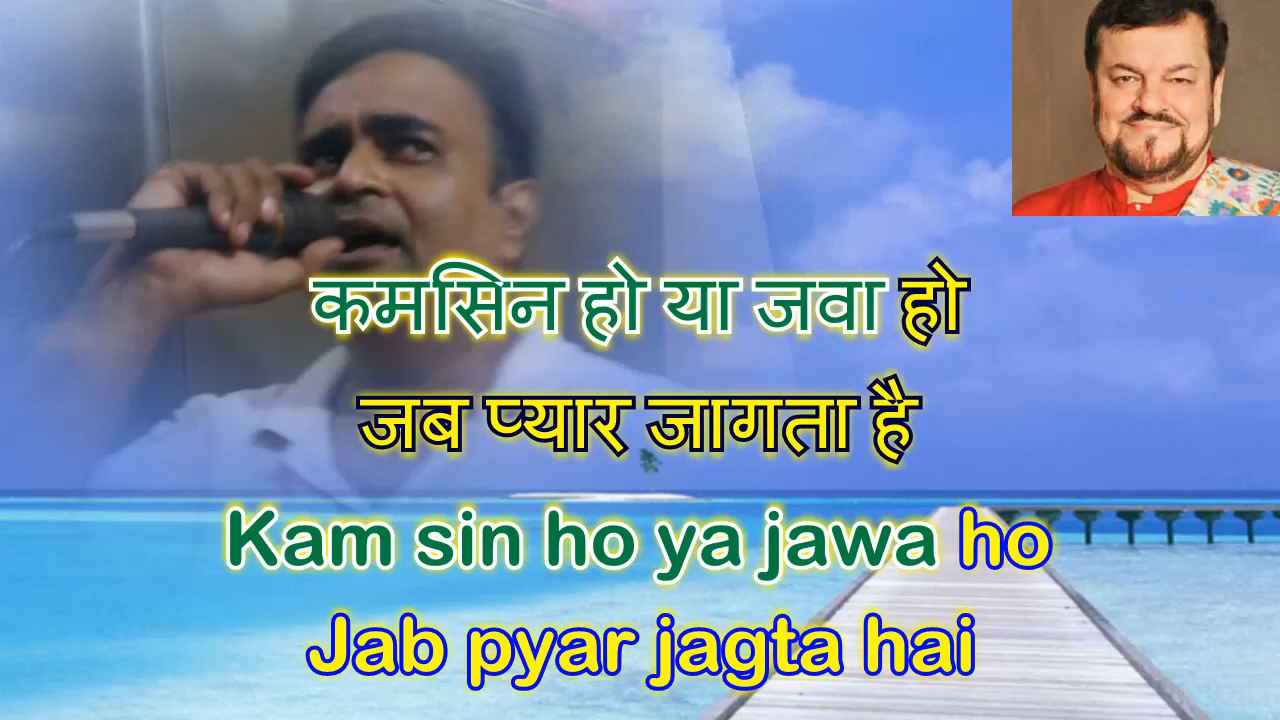 कमसिन हो या जवा हो
जब प्यार जागता है
Kam sin ho ya jawa ho
Jab pyar jagta hai